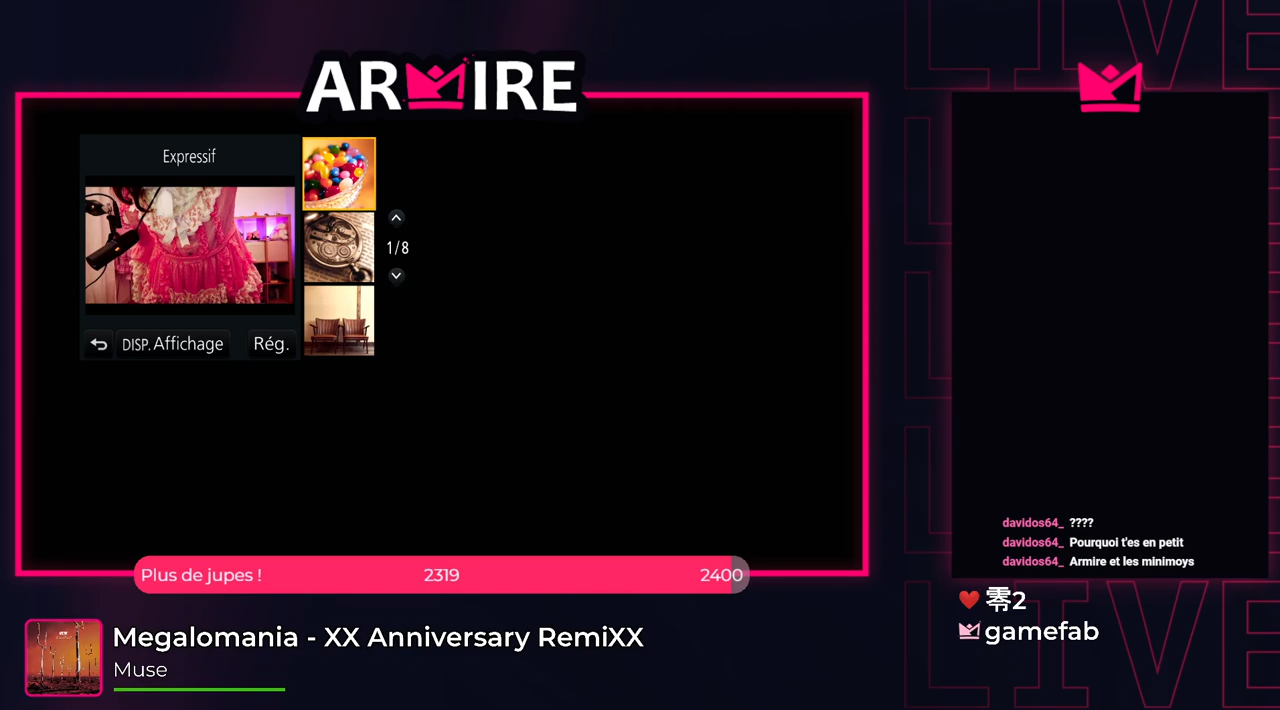 LIVE
ARMIRE
Expressif
1/8
DISP. Affichage
Rég.
Plus de jupes !
2319
2400
davidos64_ ????
davidos64_ Pourquoi t'es en petit
davidos64_ Armire et les minimoys
零2
gamefab
Megalomania - XX Anniversary RemiXX
Muse
LIVE